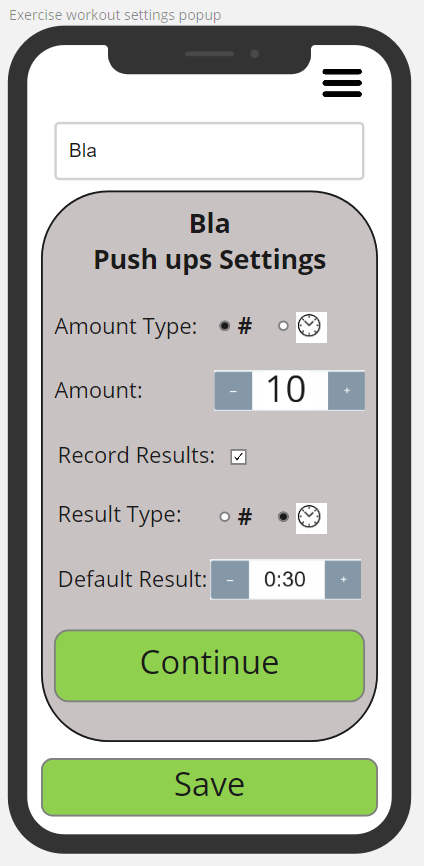 Exercise workout settings popup
Bla
Bla
Push ups Settings
Amount Type: #
Amount: − 10 +
Record Results:
Result Type: #
Default Result: − 0:30 +
Continue
Save